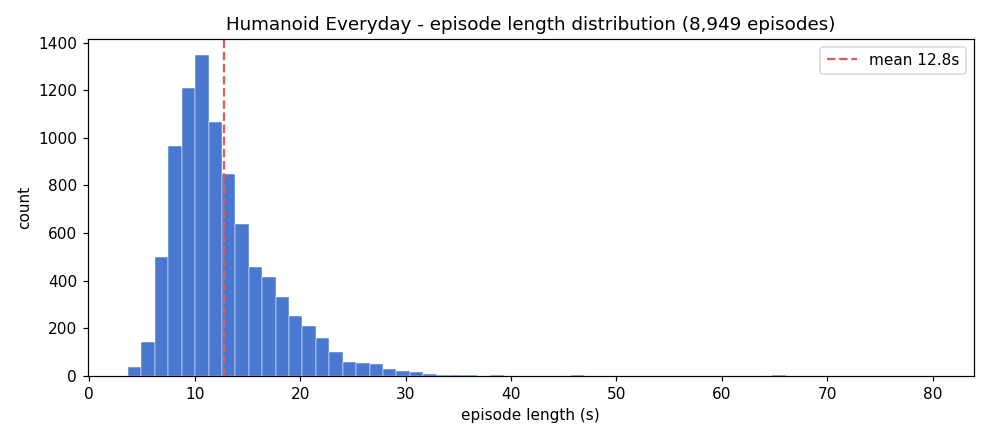 Humanoid Everyday - episode length distribution (8,949 episodes)
mean 12.8s
1400
1200
1000
800
600
400
200
0
count
0 10 20 30 40 50 60 70 80
episode length (s)